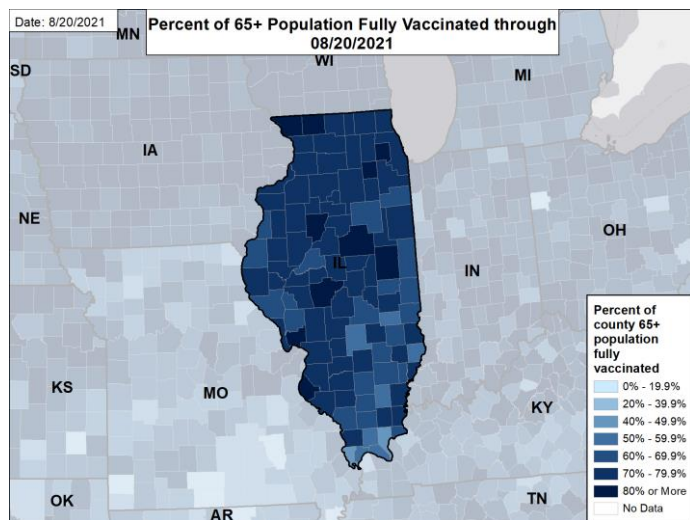 Date: 8/20/2021
Percent of 65+ Population Fully Vaccinated through
08/20/2021
MN
SD
WI
MI
IA
NE
OH
IL
IN
KS
MO
KY
OK
AR
TN
Percent of
county 65+
population
fully
vaccinated
0% - 19.9%
20% - 39.9%
40% - 49.9%
50% - 59.9%
60% - 69.9%
70% - 79.9%
80% or More
No Data